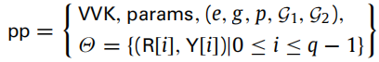 pp = { VVK, params, (e, g, p, 𝒢₁, 𝒢₂),
Θ = {(R[i], Y[i])|0 ≤ i ≤ q − 1} }